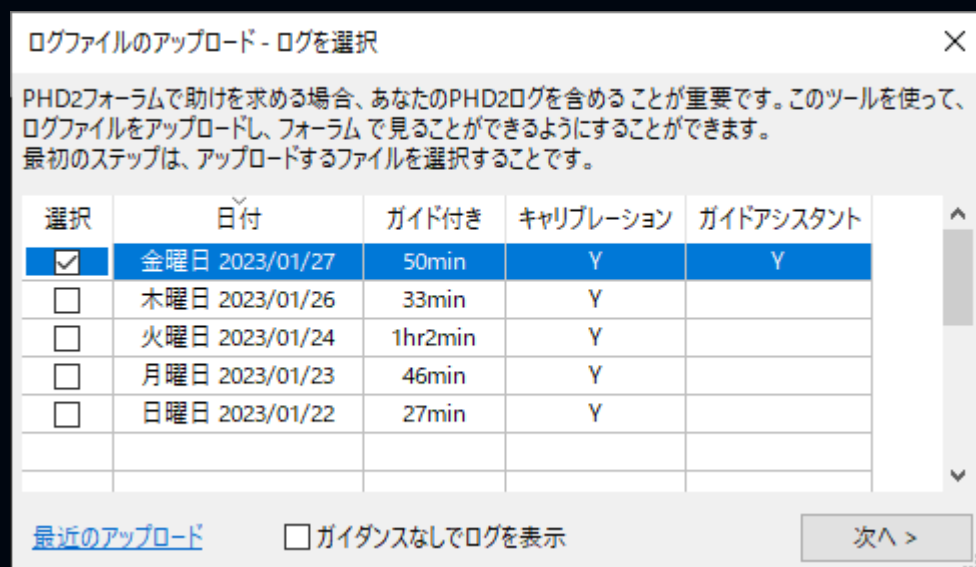 ログファイルのアップロード - ログを選択
PHD2フォーラムで助けを求める場合、あなたのPHD2ログを含める ことが重要です。このツールを使って、
ログファイルをアップロードし、フォーラム で見ることができるようにすることができます。
最初のステップは、アップロードするファイルを選択することです。
選択 日付 ガイド付き キャリブレーション ガイドアシスタント
金曜日 2023/01/27 50min Y Y
木曜日 2023/01/26 33min Y
火曜日 2023/01/24 1hr2min Y
月曜日 2023/01/23 46min Y
日曜日 2023/01/22 27min Y
最近のアップロード ガイダンスなしでログを表示 次へ >